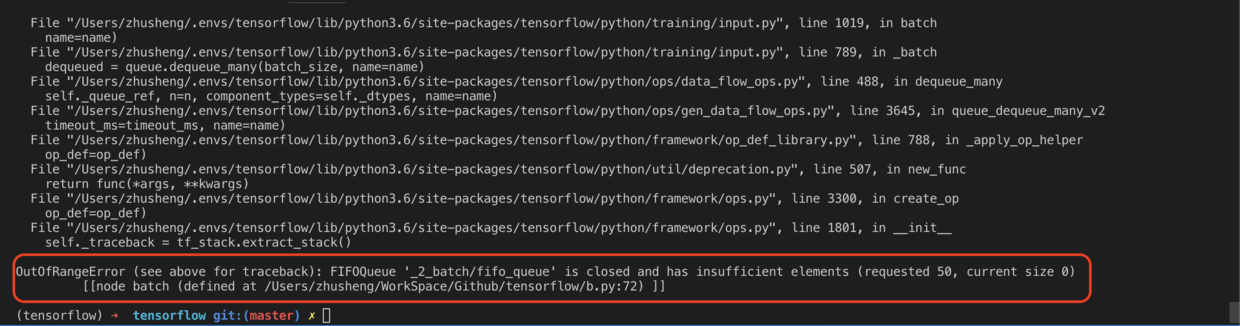 File "/Users/zhusheng/.envs/tensorflow/lib/python3.6/site-packages/tensorflow/python/training/input.py", line 1019, in batch
name=name)
File "/Users/zhusheng/.envs/tensorflow/lib/python3.6/site-packages/tensorflow/python/training/input.py", line 789, in _batch
dequeued = queue.dequeue_many(batch_size, name=name)
File "/Users/zhusheng/.envs/tensorflow/lib/python3.6/site-packages/tensorflow/python/ops/data_flow_ops.py", line 488, in dequeue_many
self._queue_ref, n=n, component_types=self._dtypes, name=name)
File "/Users/zhusheng/.envs/tensorflow/lib/python3.6/site-packages/tensorflow/python/ops/gen_data_flow_ops.py", line 3645, in queue_dequeue_many_v2
timeout_ms=timeout_ms, name=name)
File "/Users/zhusheng/.envs/tensorflow/lib/python3.6/site-packages/tensorflow/python/framework/op_def_library.py", line 788, in _apply_op_helper
op_def=op_def)
File "/Users/zhusheng/.envs/tensorflow/lib/python3.6/site-packages/tensorflow/python/util/deprecation.py", line 507, in new_func
return func(*args, **kwargs)
File "/Users/zhusheng/.envs/tensorflow/lib/python3.6/site-packages/tensorflow/python/framework/ops.py", line 3300, in create_op
op_def=op_def)
File "/Users/zhusheng/.envs/tensorflow/lib/python3.6/site-packages/tensorflow/python/framework/ops.py", line 1801, in __init__
self._traceback = tf_stack.extract_stack()
OutOfRangeError (see above for traceback): FIFOQueue '_2_batch/fifo_queue' is closed and has insufficient elements (requested 50, current size 0)
[[node batch (defined at /Users/zhusheng/WorkSpace/Github/tensorflow/b.py:72) ]]
(tensorflow) → tensorflow git:(master) ✗